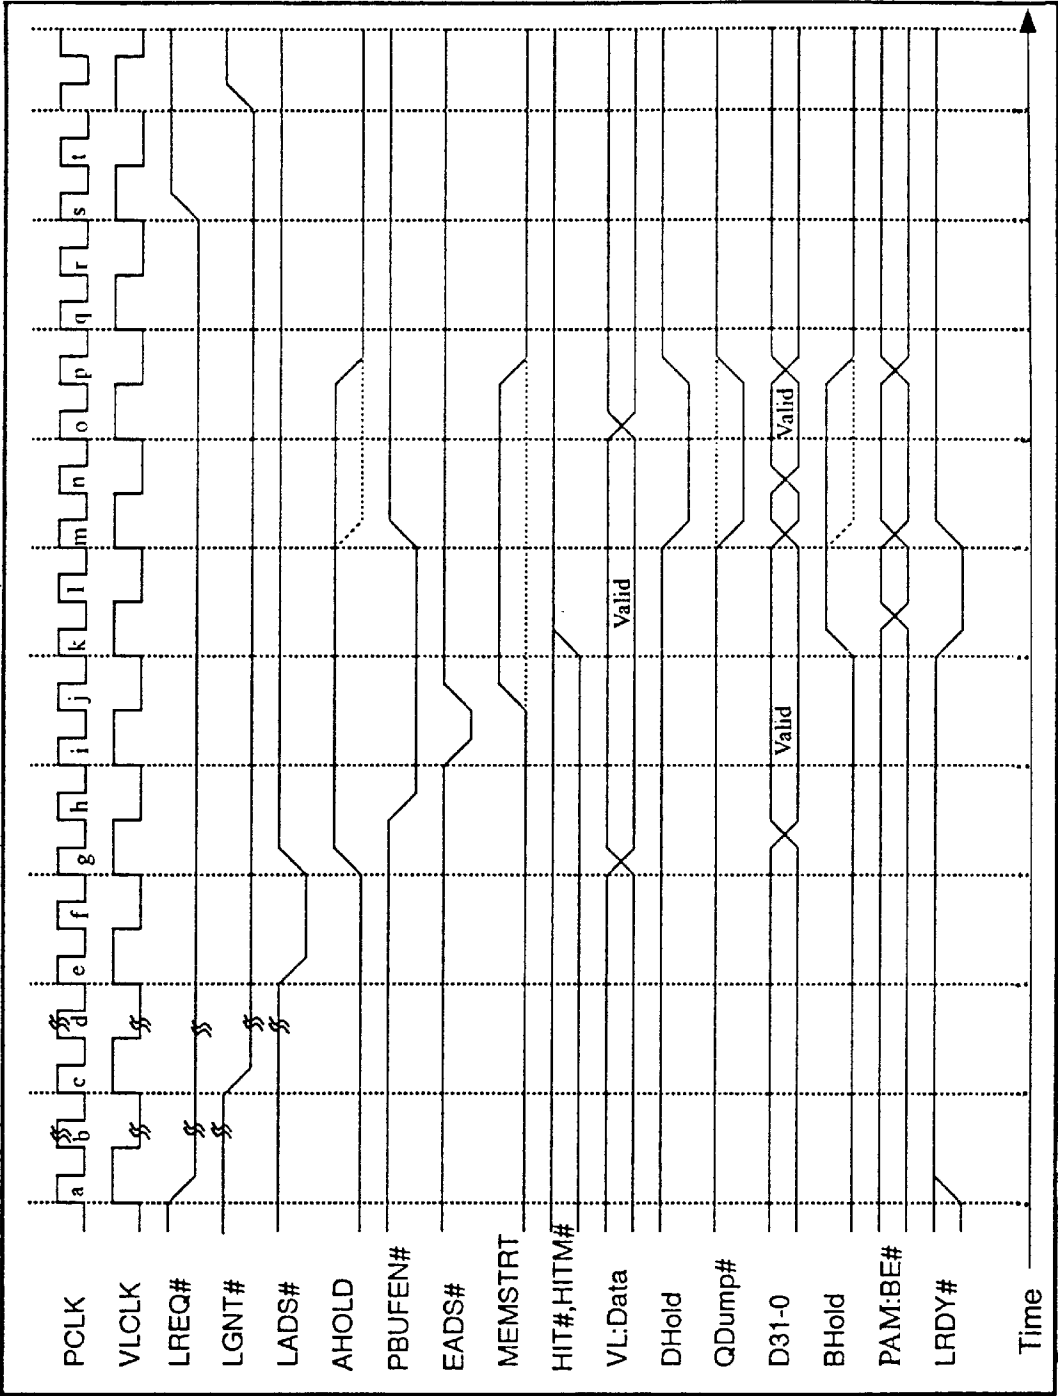 PCLK
a b c d e f g h i j k l m n o p q r s t
VLCLK
LREQ#
LGNT#
LADS#
AHOLD
PBUFEN#
EADS#
MEMSTRT
HIT#,HITM#
VL:Data
Valid
DHold
QDump#
D31-0
Valid
Valid
BHold
PAM:BE#
LRDY#
Time